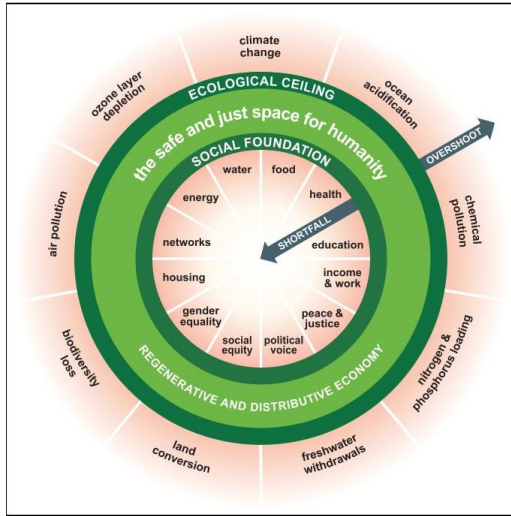 climate
change
ocean
acidification
chemical
pollution
nitrogen &
phosphorus loading
freshwater
withdrawals
land
conversion
biodiversity
loss
air pollution
ozone layer
depletion
OVERSHOOT
ECOLOGICAL CEILING
the safe and just space for humanity
SOCIAL FOUNDATION
water
food
health
SHORTFALL
education
income
& work
peace &
justice
political
voice
social
equity
gender
equality
housing
networks
energy
REGENERATIVE AND DISTRIBUTIVE ECONOMY